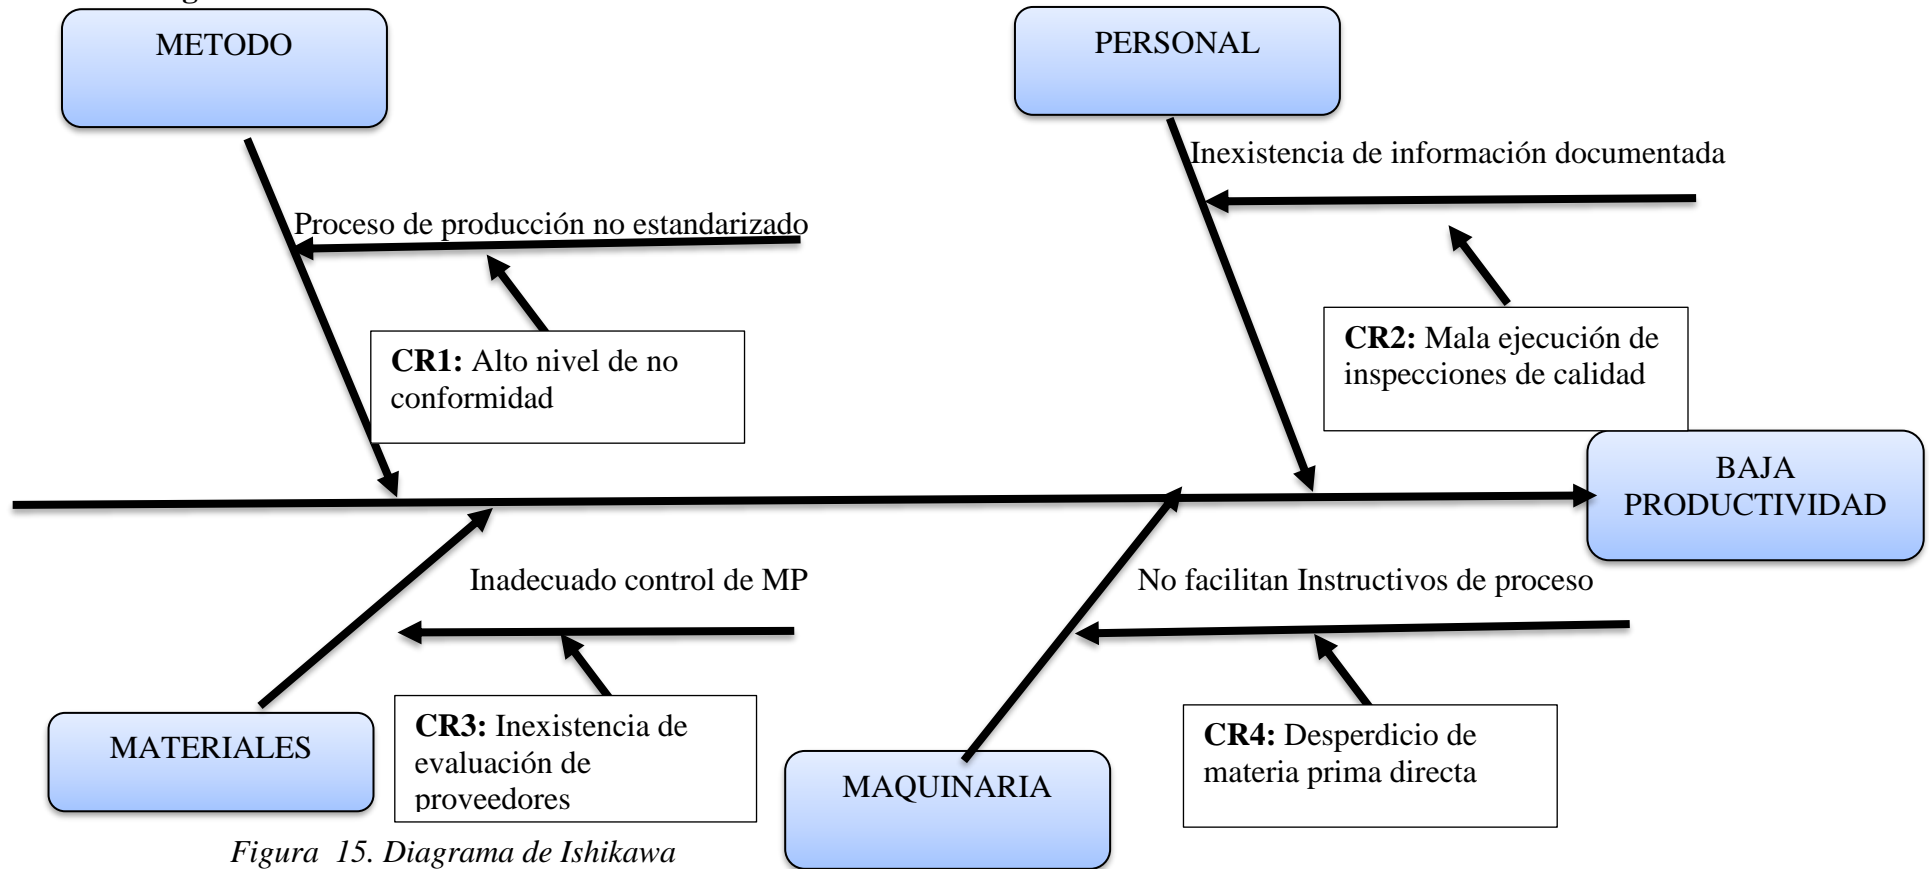 METODO
PERSONAL
Inexistencia de información documentada
Proceso de producción no estandarizado
CR1: Alto nivel de no
conformidad
CR2: Mala ejecución de
inspecciones de calidad
BAJA
PRODUCTIVIDAD
Inadecuado control de MP
No facilitan Instructivos de proceso
MATERIALES
CR3: Inexistencia de
evaluación de
proveedores
MAQUINARIA
CR4: Desperdicio de
materia prima directa
Figura 15. Diagrama de Ishikawa